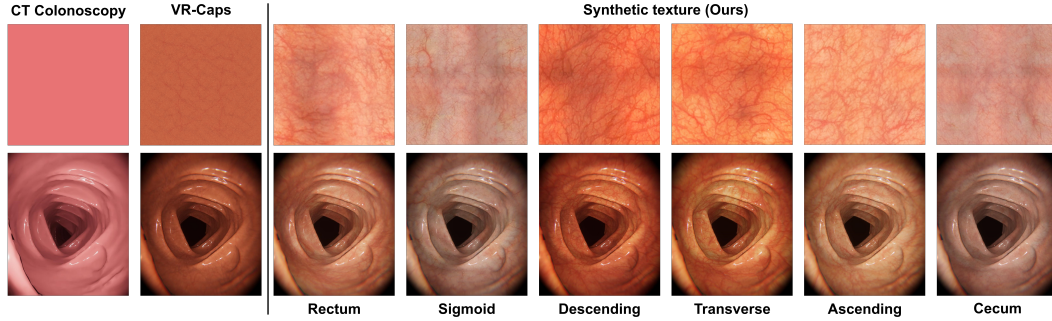 CT Colonoscopy
VR-Caps
Synthetic texture (Ours)
Rectum
Sigmoid
Descending
Transverse
Ascending
Cecum